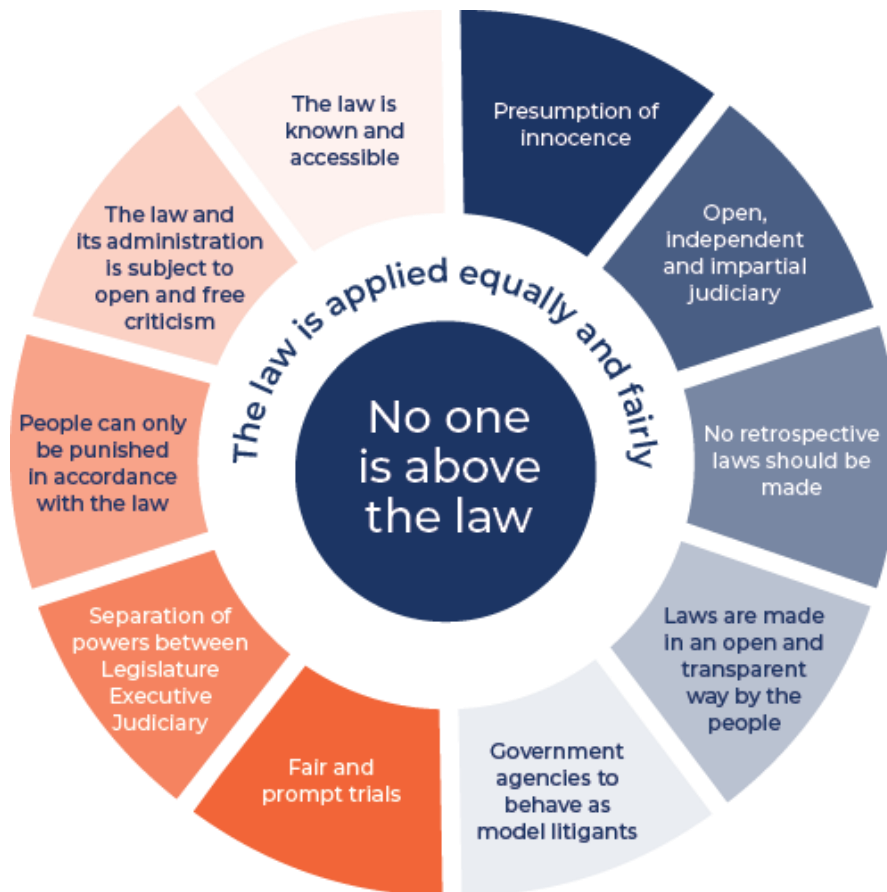 The law is
known and
accessible
Presumption of
innocence
Open,
independent
and impartial
judiciary
No retrospective
laws should be
made
Laws are made
in an open and
transparent
way by the
people
Government
agencies to
behave as
model litigants
Fair and
prompt trials
Separation of
powers between
Legislature
Executive
Judiciary
People can only
be punished
in accordance
with the law
The law and
its administration
is subject to
open and free
criticism
The law is applied equally and fairly
No one
is above
the law